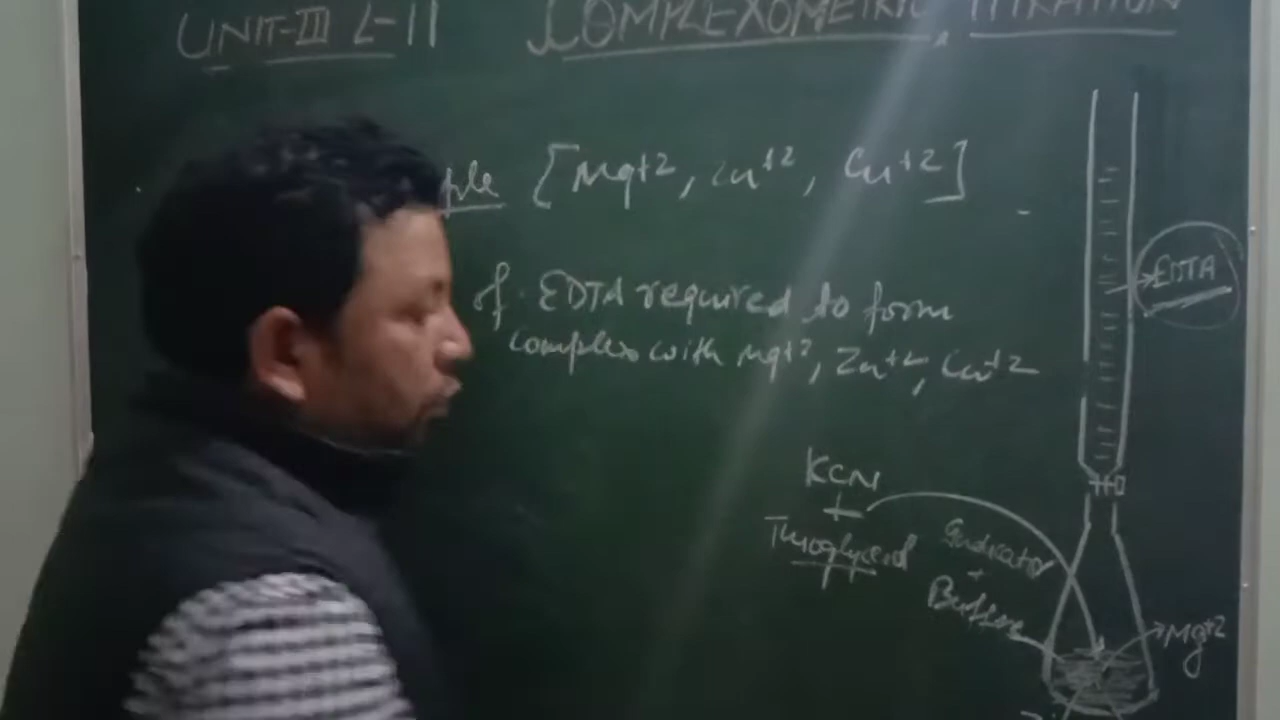 UNIT-III L-11
COMPLEXOMETRIC TITRATION
ple [Mg+2, Zn+2, Cu+2]
of EDTA required to form
complex with Mg+2, Zn+2, Cu+2
EDTA
KCN
+
Thioglycerol
Indicator
+
Buffer
Mg+2